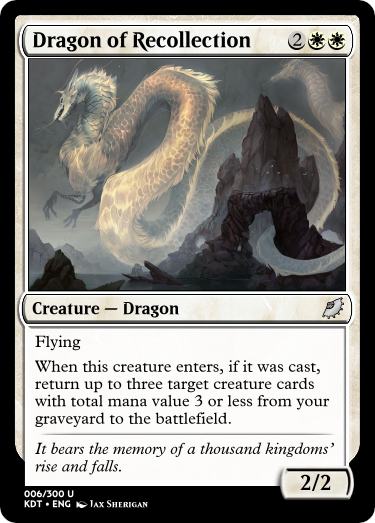 Dragon of Recollection 2
Creature — Dragon
Flying
When this creature enters, if it was cast,
return up to three target creature cards
with total mana value 3 or less from your
graveyard to the battlefield.
It bears the memory of a thousand kingdoms'
rise and falls.
2/2
006/300 U
KDT • ENG Jax Sherigan